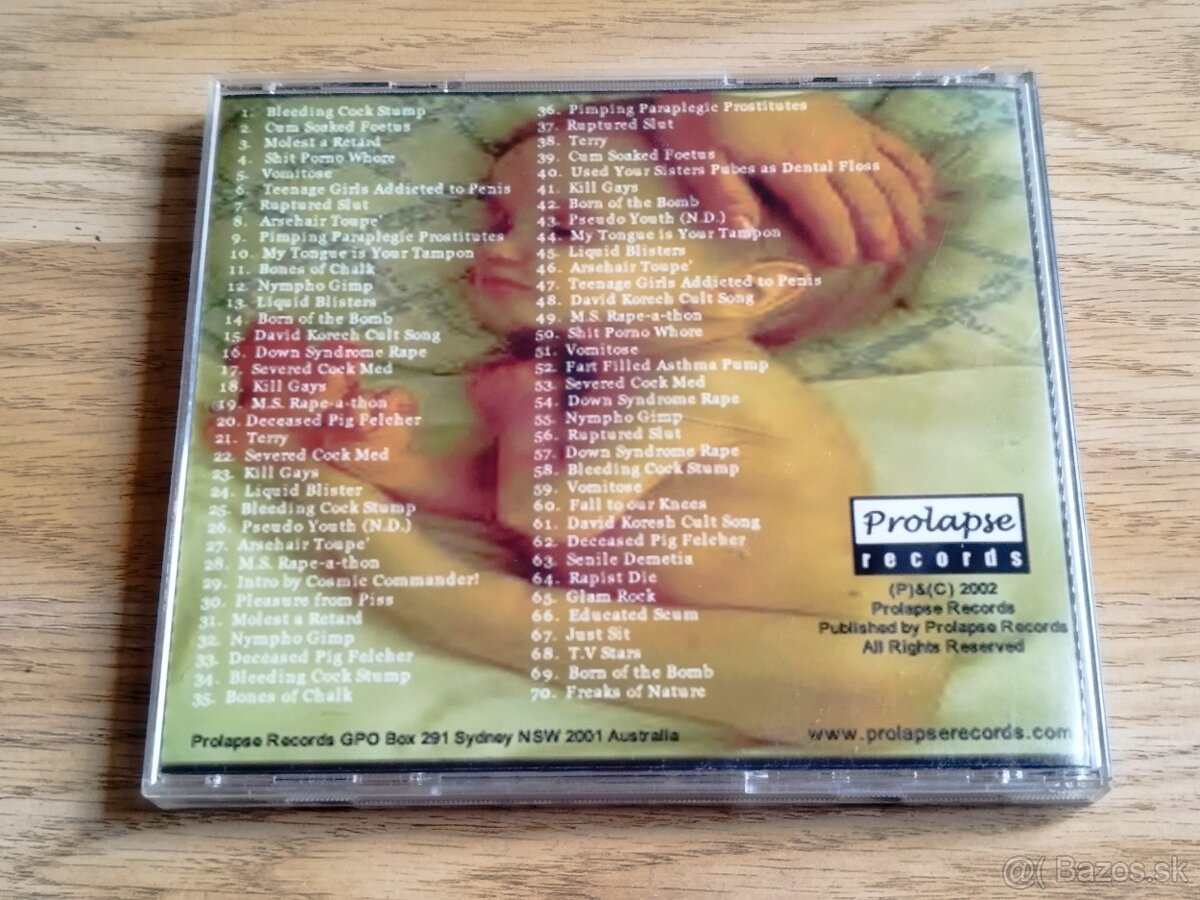 1. Bleeding Cock Stump
2. Cum Soaked Foetus
3. Molest a Retard
4. Shit Porno Whore
5. Vomitose
6. Teenage Girls Addicted to Penis
7. Ruptured Slut
8. Arsehair Toupe'
9. Pimping Paraplegic Prostitutes
10. My Tongue is Your Tampon
11. Bones of Chalk
12. Nympho Gimp
13. Liquid Blisters
14. Born of the Bomb
15. David Korech Cult Song
16. Down Syndrome Rape
17. Severed Cock Med
18. Kill Gays
19. M.S. Rape-a-thon
20. Deceased Pig Felcher
21. Terry
22. Severed Cock Med
23. Kill Gays
24. Liquid Blister
25. Bleeding Cock Stump
26. Pseudo Youth (N.D.)
27. Arsehair Toupe'
28. M.S. Rape-a-thon
29. Intro by Cosmic Commander!
30. Pleasure from Piss
31. Molest a Retard
32. Nympho Gimp
33. Deceased Pig Felcher
34. Bleeding Cock Stump
35. Bones of Chalk
36. Pimping Paraplegic Prostitutes
37. Ruptured Slut
38. Terry
39. Cum Soaked Foetus
40. Used Your Sisters Pubes as Dental Floss
41. Kill Gays
42. Born of the Bomb
43. Pseudo Youth (N.D.)
44. My Tongue is Your Tampon
45. Liquid Blisters
46. Arsehair Toupe'
47. Teenage Girls Addicted to Penis
48. David Korech Cult Song
49. M.S. Rape-a-thon
50. Shit Porno Whore
51. Vomitose
52. Fart Filled Asthma Pump
53. Severed Cock Med
54. Down Syndrome Rape
55. Nympho Gimp
56. Ruptured Slut
57. Down Syndrome Rape
58. Bleeding Cock Stump
59. Vomitose
60. Fall to our Knees
61. David Koresh Cult Song
62. Deceased Pig Felcher
63. Senile Demetia
64. Rapist Die
65. Glam Rock
66. Educated Scum
67. Just Sit
68. T.V Stars
69. Born of the Bomb
70. Freaks of Nature
Prolapse
records
(P)&(C) 2002
Prolapse Records
Published by Prolapse Records
All Rights Reserved
Prolapse Records GPO Box 291 Sydney NSW 2001 Australia
www.prolapserecords.com
@( Bazos.sk